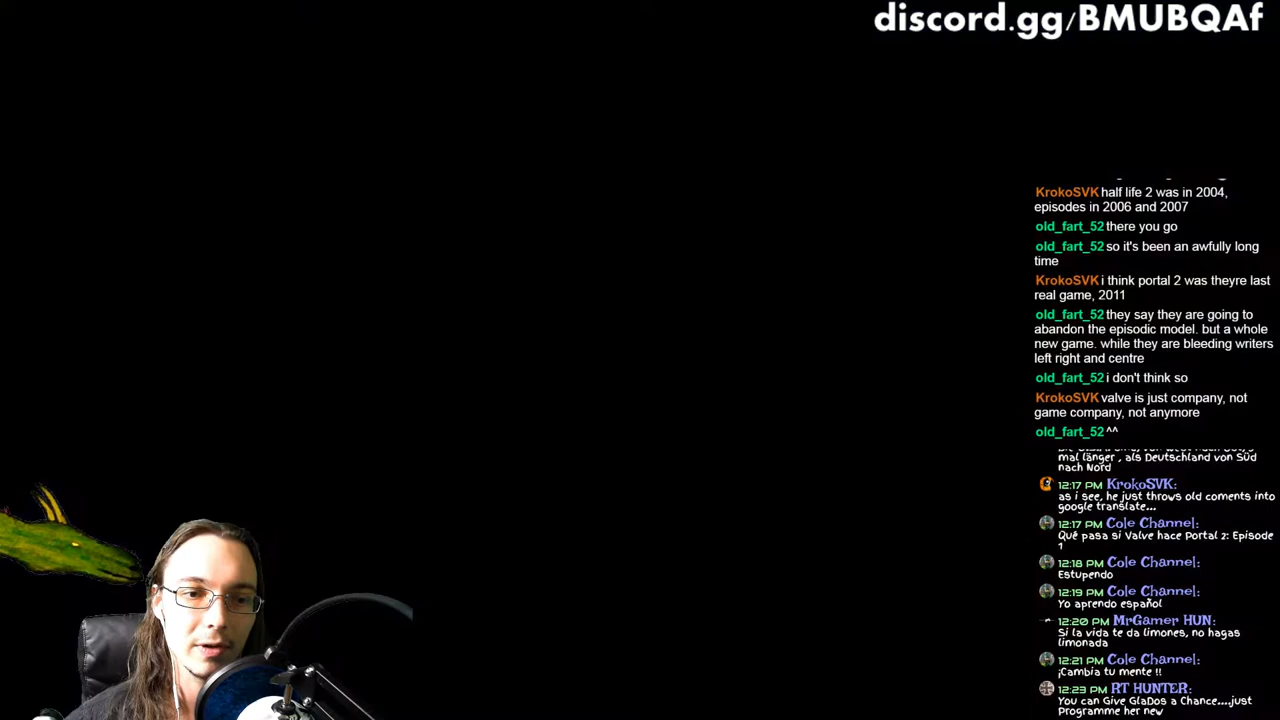 discord.gg/BMUBQAf
KrokoSVK half life 2 was in 2004,
episodes in 2006 and 2007
old_fart_52 there you go
old_fart_52 so it's been an awfully long
time
KrokoSVK i think portal 2 was theyre last
real game, 2011
old_fart_52 they say they are going to
abandon the episodic model. but a whole
new game. while they are bleeding writers
left right and centre
old_fart_52 i don't think so
KrokoSVK valve is just company, not
game company, not anymore
old_fart_52 ^^
mal länger , als Deutschland von Süd
nach Nord
12:17 PM KrokoSVK:
as i see, he just throws old coments into
google translate...
12:17 PM Cole Channel:
Qué pasa si Valve hace Portal 2: Episode
1
12:18 PM Cole Channel:
Estupendo
12:19 PM Cole Channel:
Yo aprendo español
12:20 PM MrGamer HUN:
Si la vida te da limones, no hagas
limonada
12:21 PM Cole Channel:
¡Cambia tu mente !!
12:23 PM RT HUNTER:
You can Give GlaDos a Chance....just
Programme her new